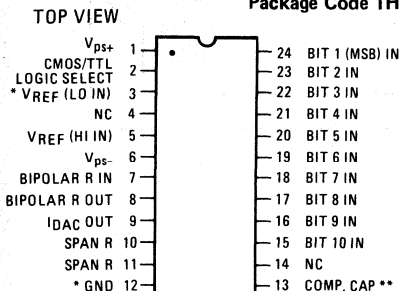 Package Code TH
TOP VIEW
Vps+ 1
CMOS/TTL
LOGIC SELECT 2
* VREF (LO IN) 3
NC 4
VREF (HI IN) 5
Vps– 6
BIPOLAR R IN 7
BIPOLAR R OUT 8
IDAC OUT 9
SPAN R 10
SPAN R 11
* GND 12
24 BIT 1 (MSB) IN
23 BIT 2 IN
22 BIT 3 IN
21 BIT 4 IN
20 BIT 5 IN
19 BIT 6 IN
18 BIT 7 IN
17 BIT 8 IN
16 BIT 9 IN
15 BIT 10 IN
14 NC
13 COMP. CAP **